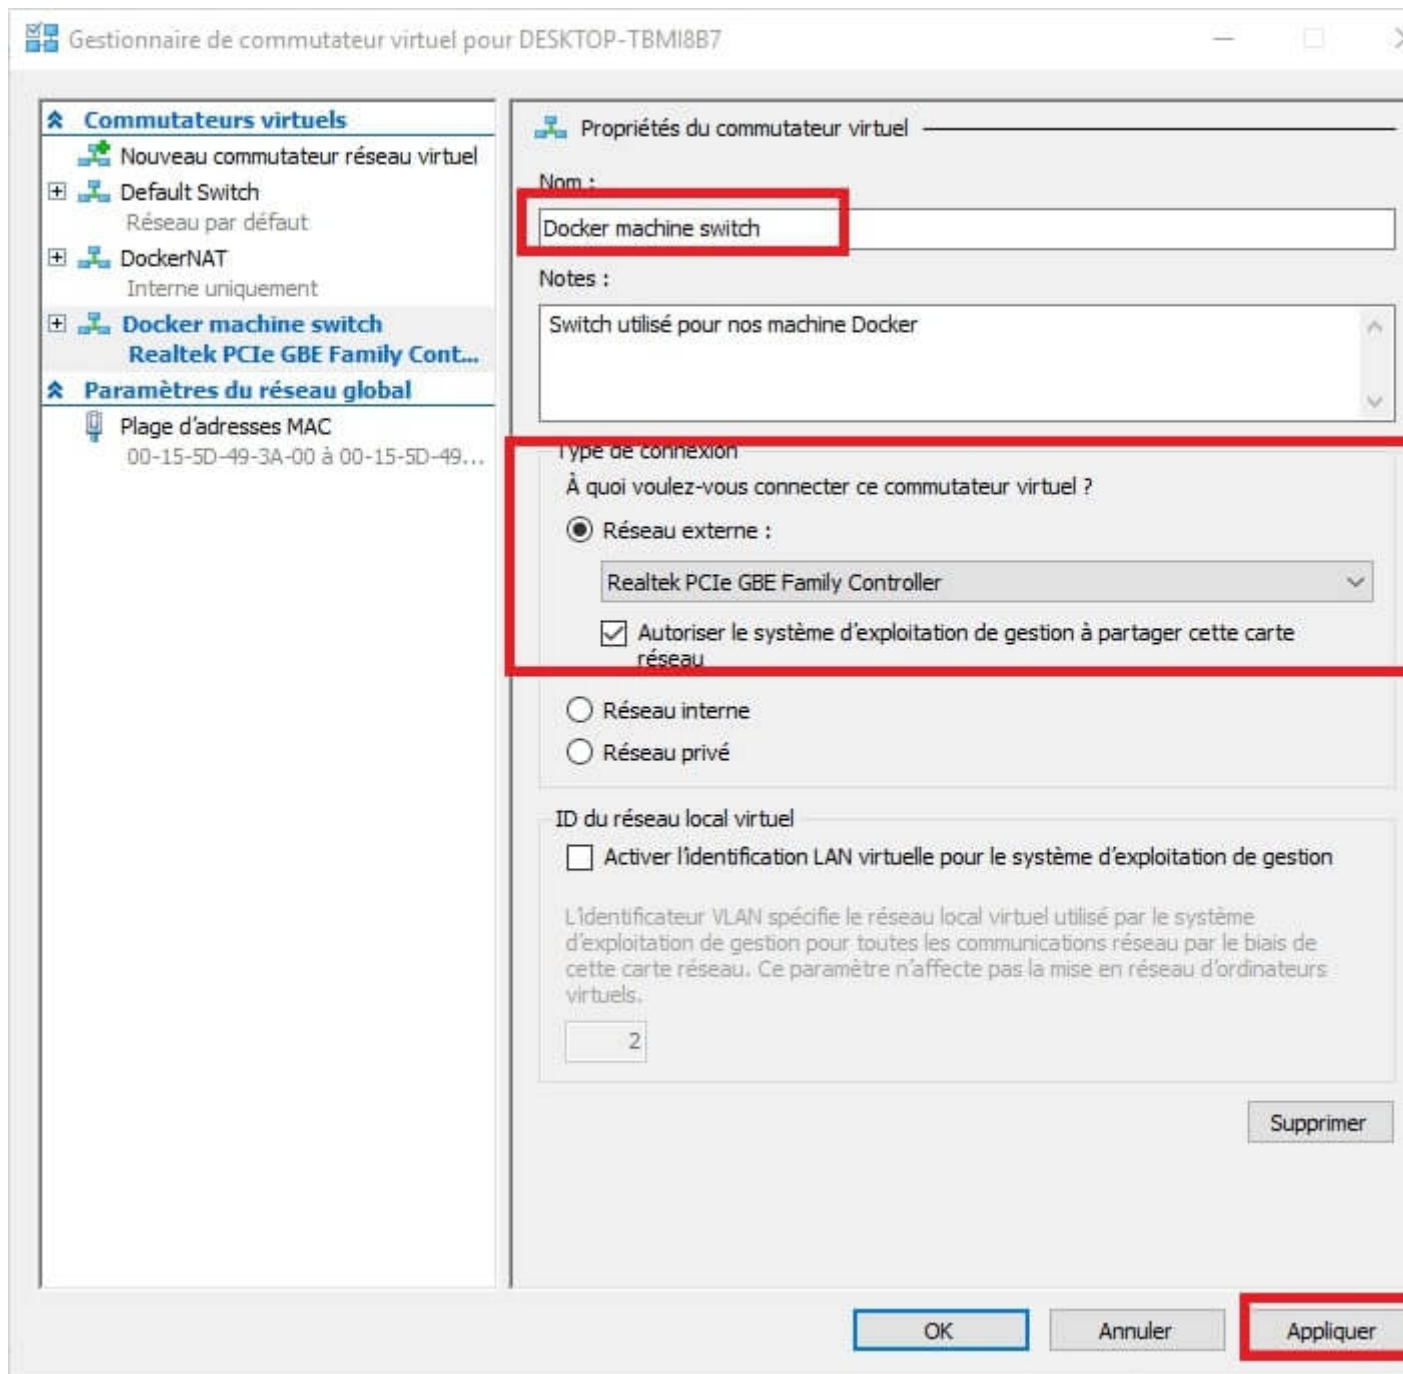 Gestionnaire de commutateur virtuel pour DESKTOP-TBMI8B7
Commutateurs virtuels
Nouveau commutateur réseau virtuel
Default Switch
Réseau par défaut
DockerNAT
Interne uniquement
Docker machine switch
Realtek PCIe GBE Family Cont...
Paramètres du réseau global
Plage d'adresses MAC
00-15-5D-49-3A-00 à 00-15-5D-49...
Propriétés du commutateur virtuel
Nom :
Docker machine switch
Notes :
Switch utilisé pour nos machine Docker
Type de connexion
À quoi voulez-vous connecter ce commutateur virtuel ?
Réseau externe :
Realtek PCIe GBE Family Controller
Autoriser le système d'exploitation de gestion à partager cette carte
réseau
Réseau interne
Réseau privé
ID du réseau local virtuel
Activer l'identification LAN virtuelle pour le système d'exploitation de gestion
L'identificateur VLAN spécifie le réseau local virtuel utilisé par le système
d'exploitation de gestion pour toutes les communications réseau par le biais de
cette carte réseau. Ce paramètre n'affecte pas la mise en réseau d'ordinateurs
virtuels.
2
Supprimer
OK
Annuler
Appliquer